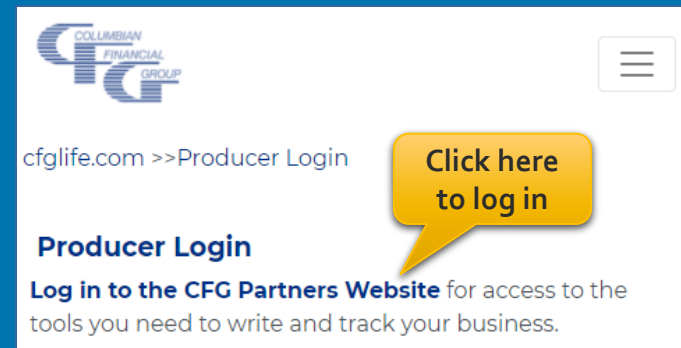 COLUMBIAN
FINANCIAL
GROUP
cfglife.com >>Producer Login
Click here
to log in
Producer Login
Log in to the CFG Partners Website for access to the
tools you need to write and track your business.